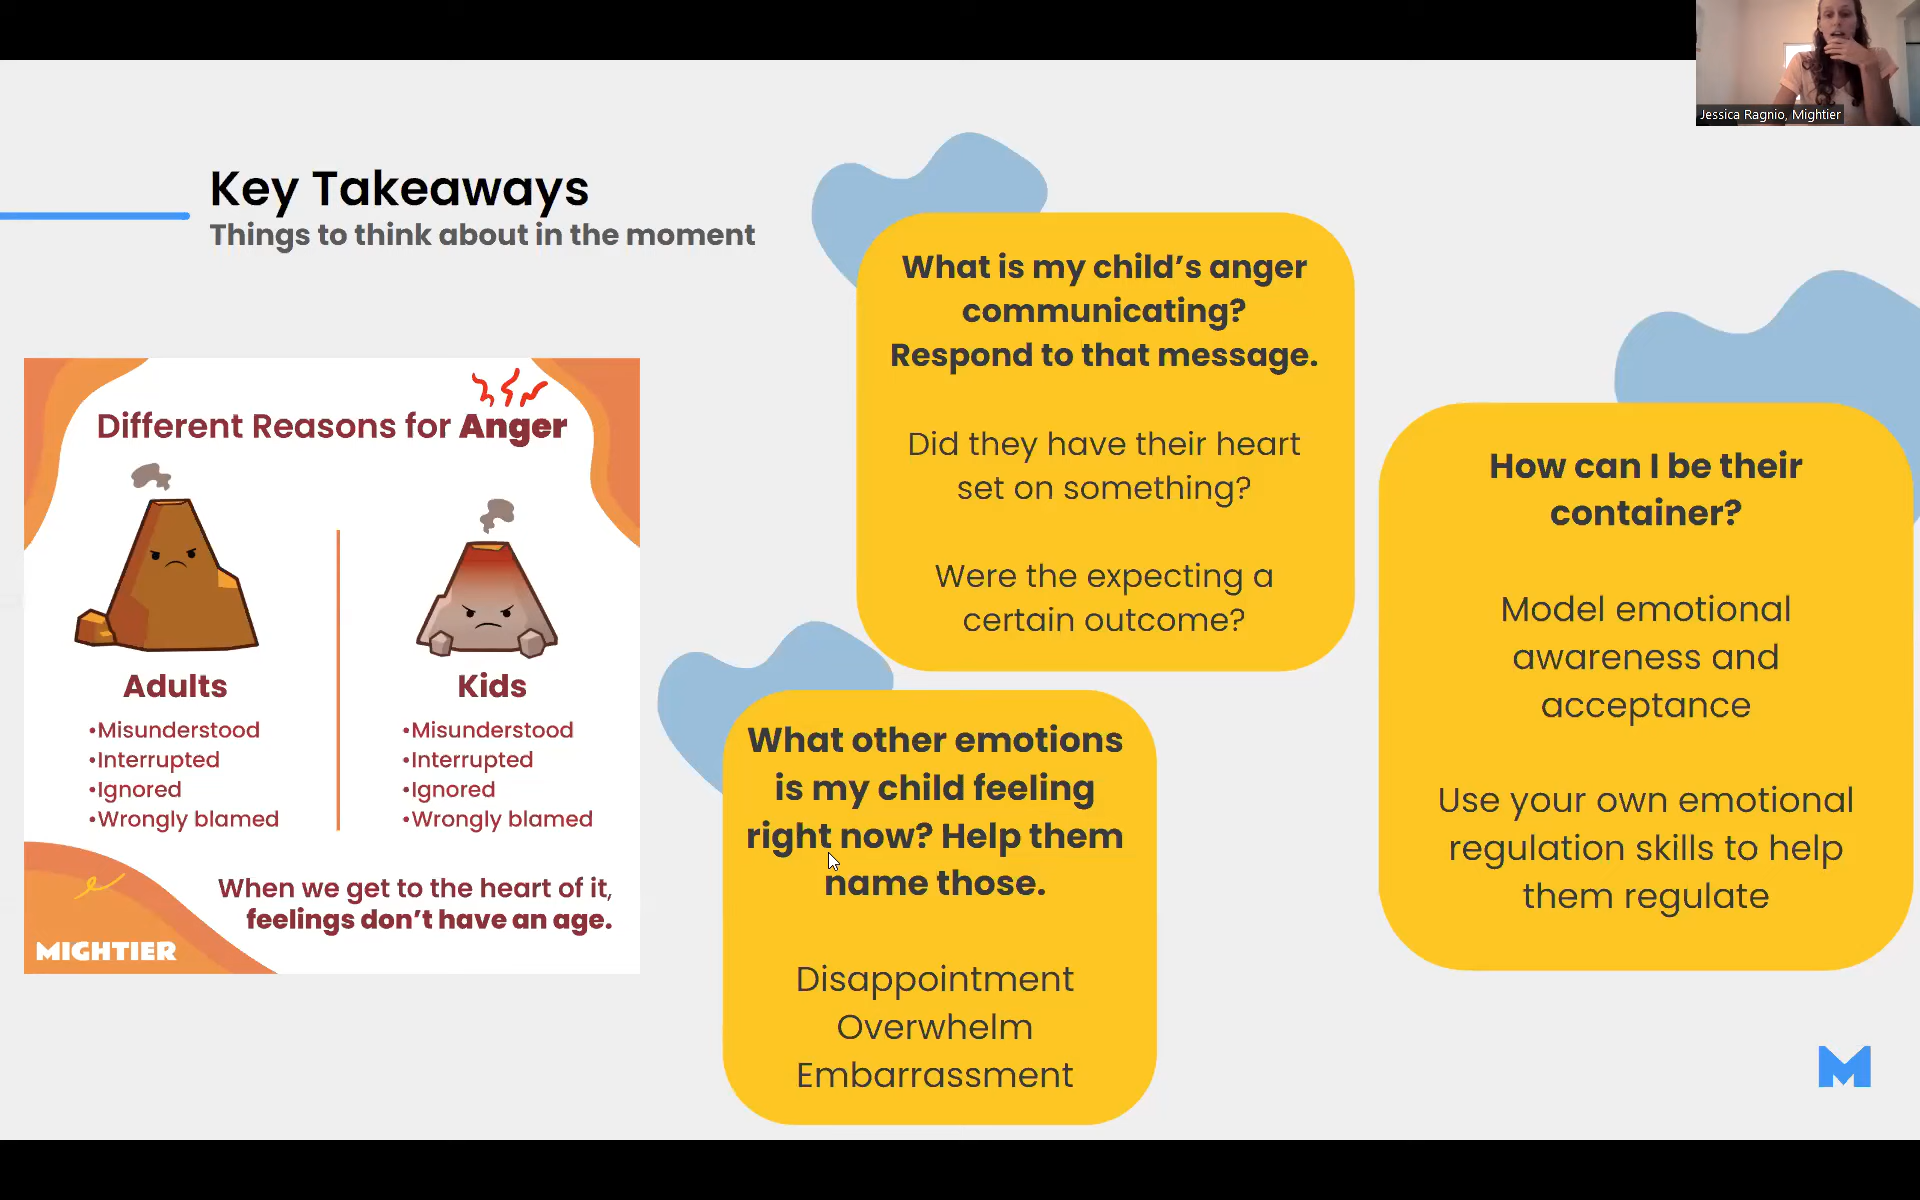 Jessica Ragnio, Mightier
Key Takeaways
Things to think about in the moment
Different Reasons for Anger
Adults
•Misunderstood
•Interrupted
•Ignored
•Wrongly blamed
Kids
•Misunderstood
•Interrupted
•Ignored
•Wrongly blamed
When we get to the heart of it,
feelings don’t have an age.
MIGHTIER
What is my child’s anger
communicating?
Respond to that message.
Did they have their heart
set on something?
Were the expecting a
certain outcome?
What other emotions
is my child feeling
right now? Help them
name those.
Disappointment
Overwhelm
Embarrassment
How can I be their
container?
Model emotional
awareness and
acceptance
Use your own emotional
regulation skills to help
them regulate
M